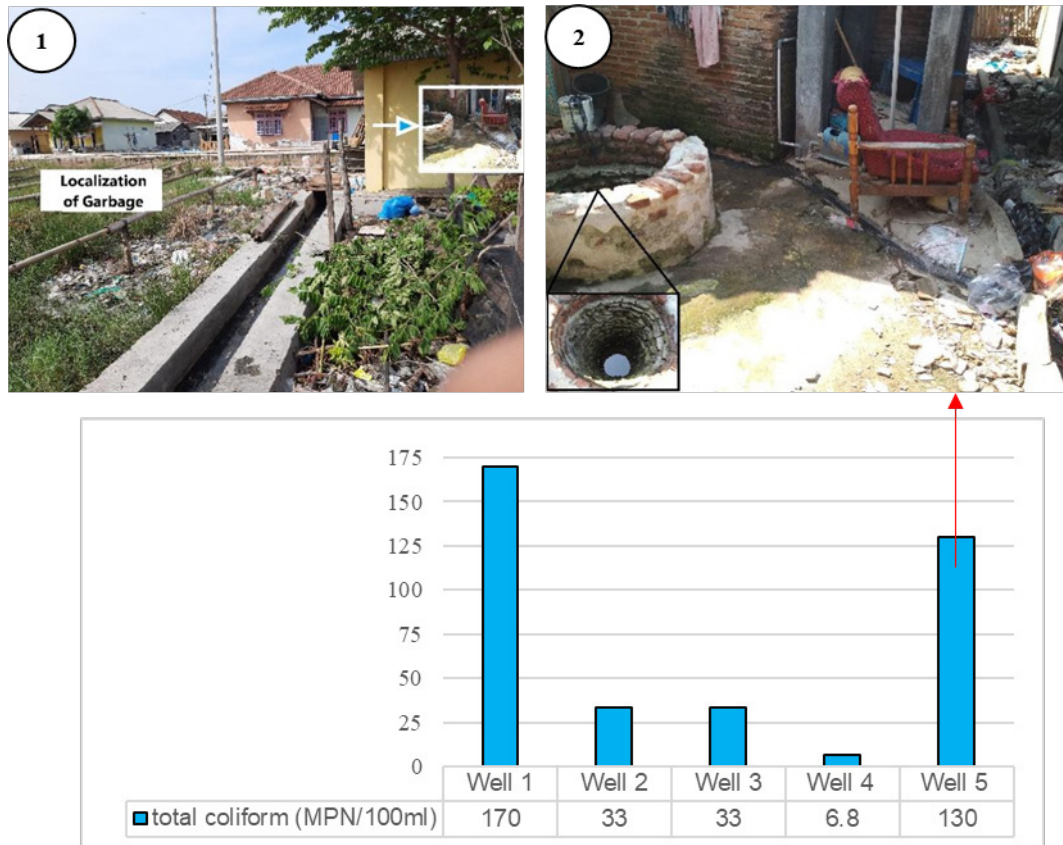 1
2
Localization
of Garbage
175
150
125
100
75
50
25
0
Well 1 Well 2 Well 3 Well 4 Well 5
total coliform (MPN/100ml) 170 33 33 6.8 130